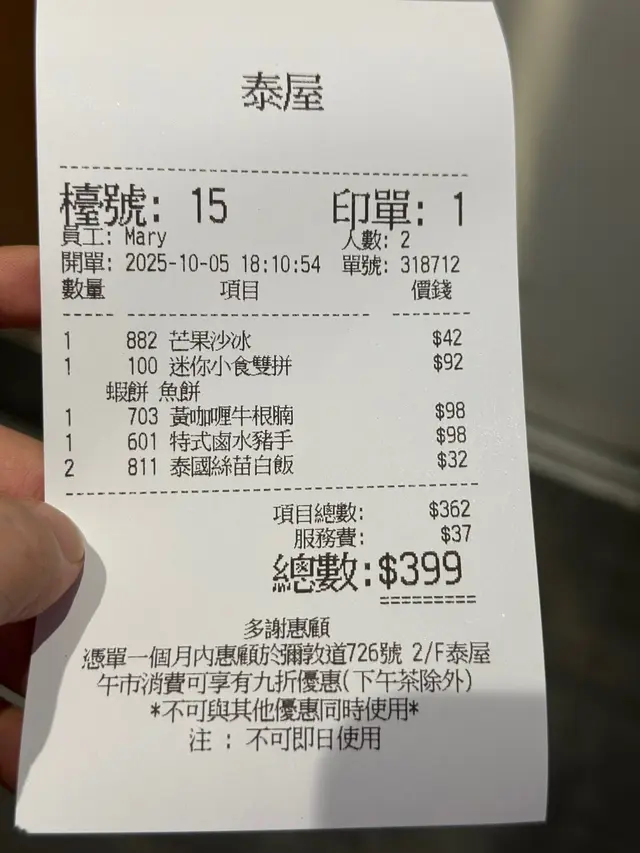 泰屋
檯號: 15 印單: 1
員工: Mary 人數: 2
開單: 2025-10-05 18:10:54 單號: 318712
數量 項目 價錢
1 882 芒果沙冰 $42
1 100 迷你小食雙拼 $92
蝦餅 魚餅
1 703 黃咖喱牛根腩 $98
1 601 特式鹵水豬手 $98
2 811 泰國絲苗白飯 $32
項目總數: $362
服務費: $37
總數:$399
多謝惠顧
憑單一個月內惠顧於彌敦道726號 2/F泰屋
午市消費可享有九折優惠(下午茶除外)
*不可與其他優惠同時使用*
注 : 不可即日使用